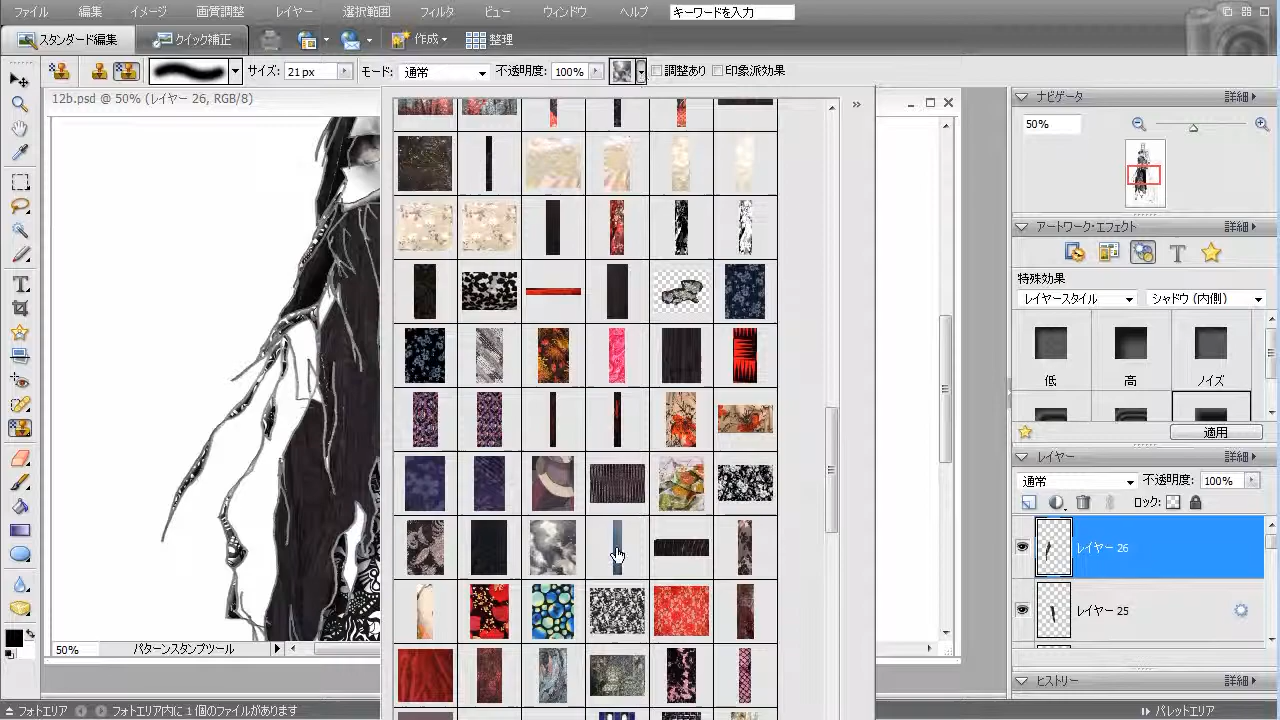 ファイル 編集 イメージ 画質調整 レイヤー 選択範囲 フィルタ ビュー ウィンドウ ヘルプ キーワードを入力
スタンダード編集 クイック補正 作成 整理
サイズ: 21 px モード: 通常 不透明度: 100% 調整あり 印象派効果
12b.psd @ 50% (レイヤー 26, RGB/8)
ナビゲータ 詳細
50%
アートワーク・エフェクト 詳細
特殊効果
レイヤースタイル シャドウ (内側)
低 高 ノイズ
適用
レイヤー 詳細
通常 不透明度: 100%
ロック:
レイヤー 26
レイヤー 25
50% パターンスタンプツール
ヒストリー 詳細
フォトエリア フォトエリア内に 1 個のファイルがあります パレットエリア